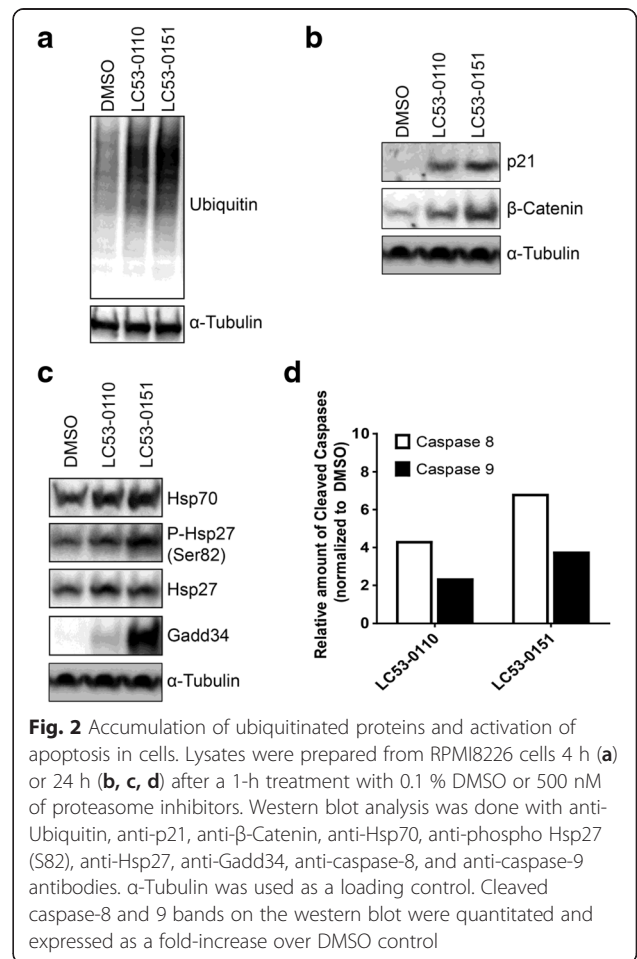 a
DMSO
LC53-0110
LC53-0151
Ubiquitin
α-Tubulin
b
DMSO
LC53-0110
LC53-0151
p21
β-Catenin
α-Tubulin
c
DMSO
LC53-0110
LC53-0151
Hsp70
P-Hsp27
(Ser82)
Hsp27
Gadd34
α-Tubulin
d
Relative amount of Cleaved Caspases
(normalized to DMSO)
10
8
6
4
2
0
Caspase 8
Caspase 9
LC53-0110
LC53-0151
Fig. 2 Accumulation of ubiquitinated proteins and activation of
apoptosis in cells. Lysates were prepared from RPMI8226 cells 4 h (a)
or 24 h (b, c, d) after a 1-h treatment with 0.1 % DMSO or 500 nM
of proteasome inhibitors. Western blot analysis was done with anti-
Ubiquitin, anti-p21, anti-β-Catenin, anti-Hsp70, anti-phospho Hsp27
(S82), anti-Hsp27, anti-Gadd34, anti-caspase-8, and anti-caspase-9
antibodies. α-Tubulin was used as a loading control. Cleaved
caspase-8 and 9 bands on the western blot were quantitated and
expressed as a fold-increase over DMSO control